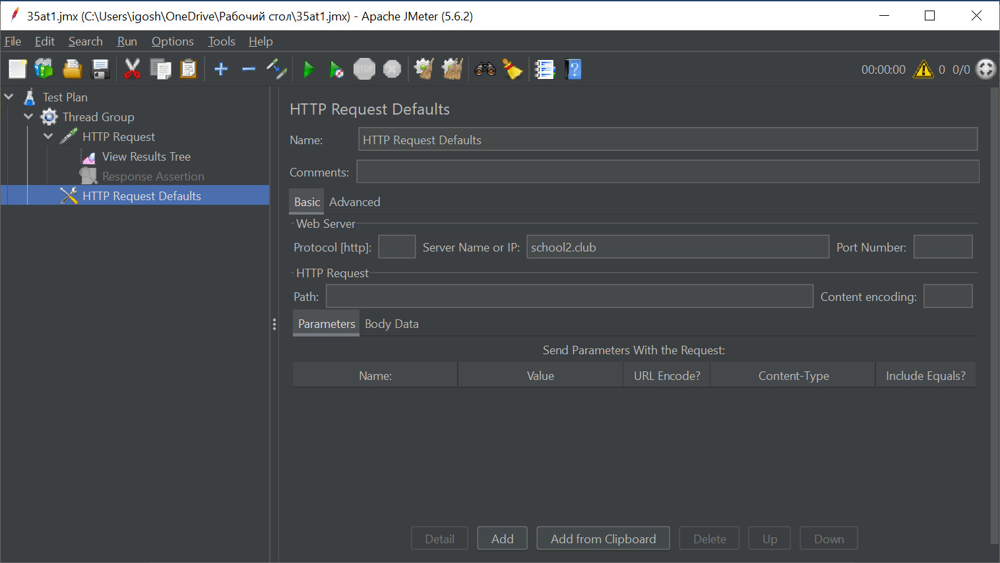 35at1.jmx (C:\Users\igosh\OneDrive\Рабочий стол\35at1.jmx) - Apache JMeter (5.6.2)
File Edit Search Run Options Tools Help
STOP
00:00:00 0 0/0
Test Plan
Thread Group
HTTP Request
View Results Tree
Response Assertion
HTTP Request Defaults
HTTP Request Defaults
Name: HTTP Request Defaults
Comments:
Basic Advanced
Web Server
Protocol [http]: Server Name or IP: school2.club Port Number:
HTTP Request
Path: Content encoding:
Parameters Body Data
Send Parameters With the Request:
Name: Value URL Encode? Content-Type Include Equals?
Detail Add Add from Clipboard Delete Up Down